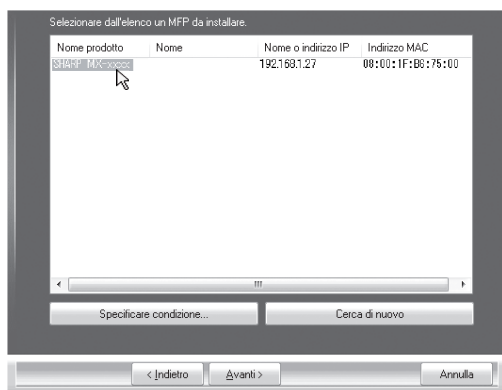 Selezionare dall'elenco un MFP da installare.
Nome prodotto Nome Nome o indirizzo IP Indirizzo MAC
SHARP MX-xxxx 192.168.1.27 08:00:1F:B6:75:00
Specificare condizione... Cerca di nuovo
< Indietro Avanti > Annulla